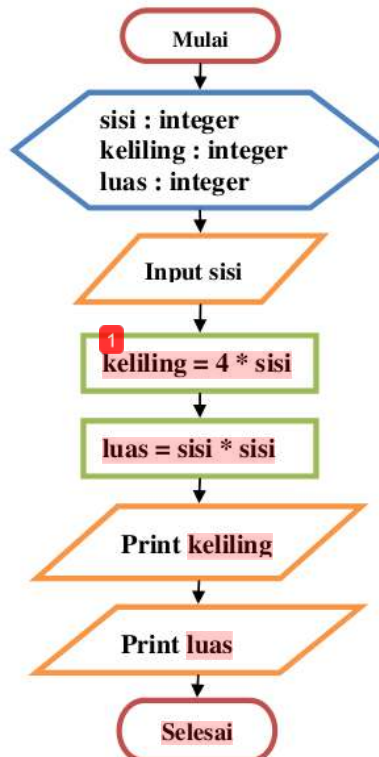 Mulai
sisi : integer
keliling : integer
luas : integer
Input sisi
1
keliling = 4 * sisi
luas = sisi * sisi
Print keliling
Print luas
Selesai